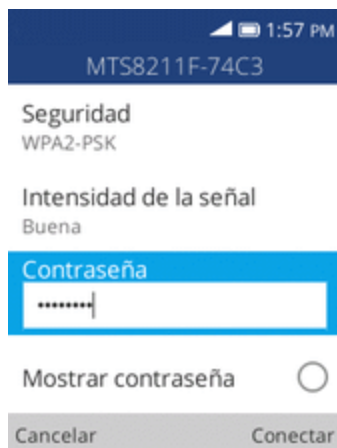 1:57 PM
MTS8211F-74C3
Seguridad
WPA2-PSK
Intensidad de la señal
Buena
Contraseña
••••••••
Mostrar contraseña
Cancelar Conectar